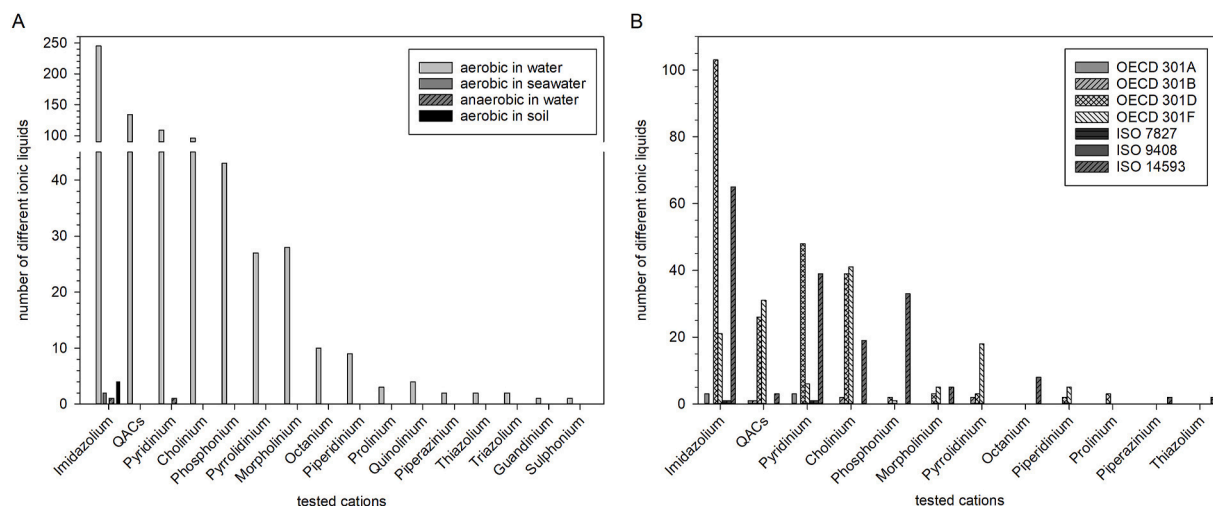 A
number of different ionic liquids
250
200
150
100
40
30
20
10
0
aerobic in water
aerobic in seawater
anaerobic in water
aerobic in soil
Imidazolium
QACs
Pyridinium
Cholinium
Phosphonium
Pyrrolidinium
Morpholinium
Octanium
Piperidinium
Prolinium
Quinolinium
Piperazinium
Thiazolium
Triazolium
Guandinium
Sulphonium
tested cations
B
number of different ionic liquids
100
80
60
40
20
0
OECD 301A
OECD 301B
OECD 301D
OECD 301F
ISO 7827
ISO 9408
ISO 14593
Imidazolium
QACs
Pyridinium
Cholinium
Phosphonium
Morpholinium
Pyrrolidinium
Octanium
Piperidinium
Prolinium
Piperazinium
Thiazolium
tested cations